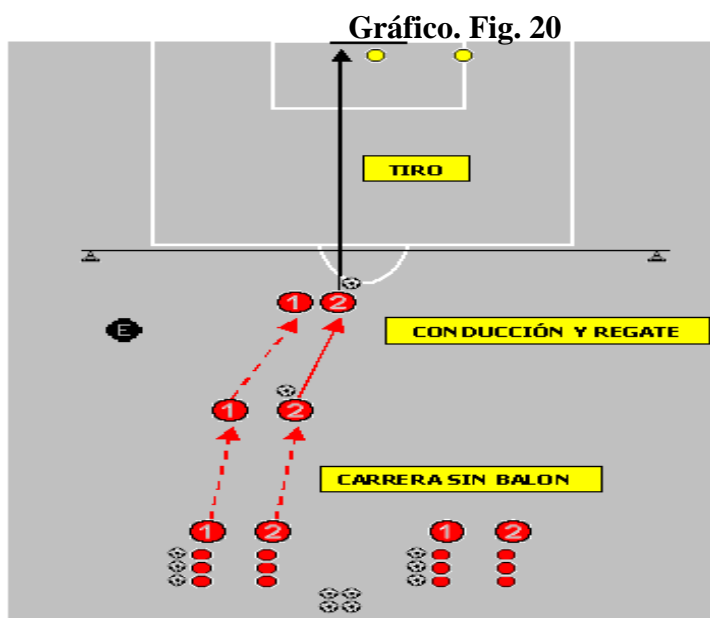 Gráfico. Fig. 20
TIRO
1 2
E
CONDUCCIÓN Y REGATE
1 2
CARRERA SIN BALON
1 2 1 2